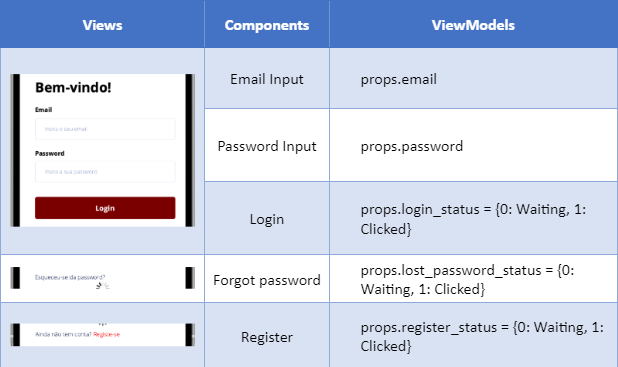 Views
Components
ViewModels
Bem-vindo!
Email
Insira o seu email
Password
Insira a sua password
Login
Email Input
props.email
Password Input
props.password
Login
props.login_status = {0: Waiting, 1:
Clicked}
Esqueceu-se da password?
Forgot password
props.lost_password_status = {0:
Waiting, 1: Clicked}
Ainda não tem conta? Registe-se
Register
props.register_status = {0: Waiting, 1:
Clicked}